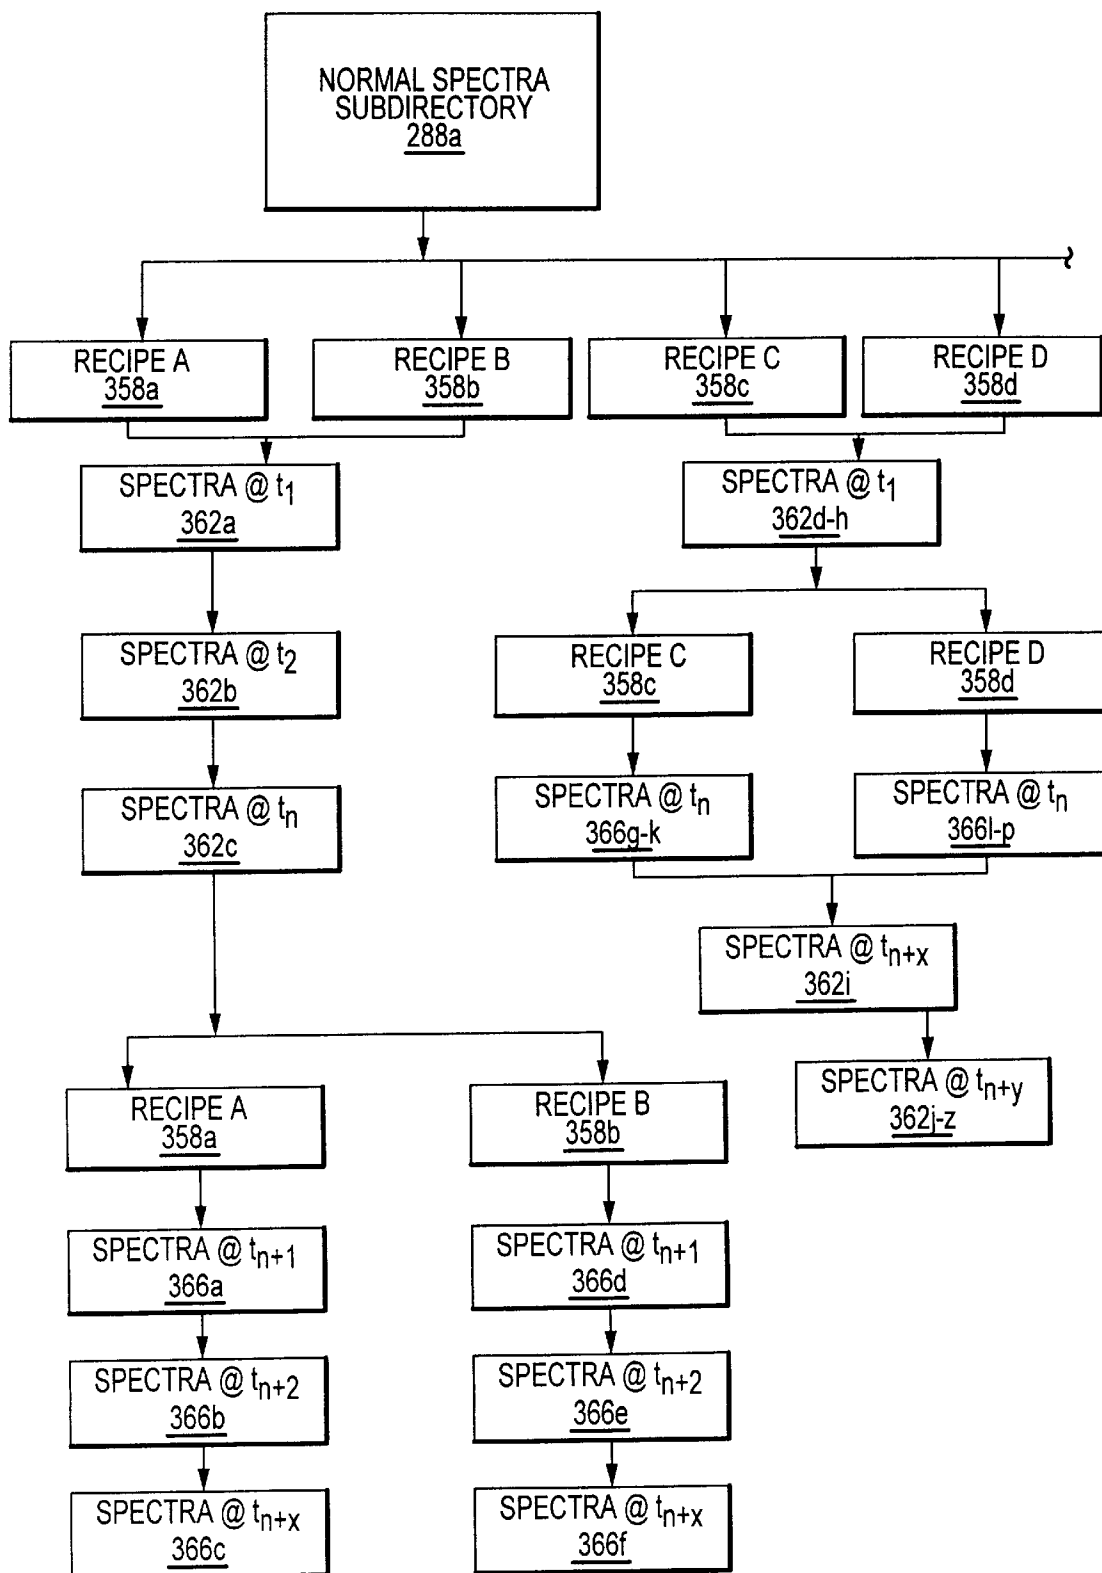 NORMAL SPECTRA
SUBDIRECTORY
288a
RECIPE A
358a
RECIPE B
358b
RECIPE C
358c
RECIPE D
358d
SPECTRA @ t1
362a
SPECTRA @ t1
362d-h
SPECTRA @ t2
362b
RECIPE C
358c
RECIPE D
358d
SPECTRA @ tn
362c
SPECTRA @ tn
366g-k
SPECTRA @ tn
366l-p
SPECTRA @ tn+x
362i
SPECTRA @ tn+y
362j-z
RECIPE A
358a
RECIPE B
358b
SPECTRA @ tn+1
366a
SPECTRA @ tn+1
366d
SPECTRA @ tn+2
366b
SPECTRA @ tn+2
366e
SPECTRA @ tn+x
366c
SPECTRA @ tn+x
366f